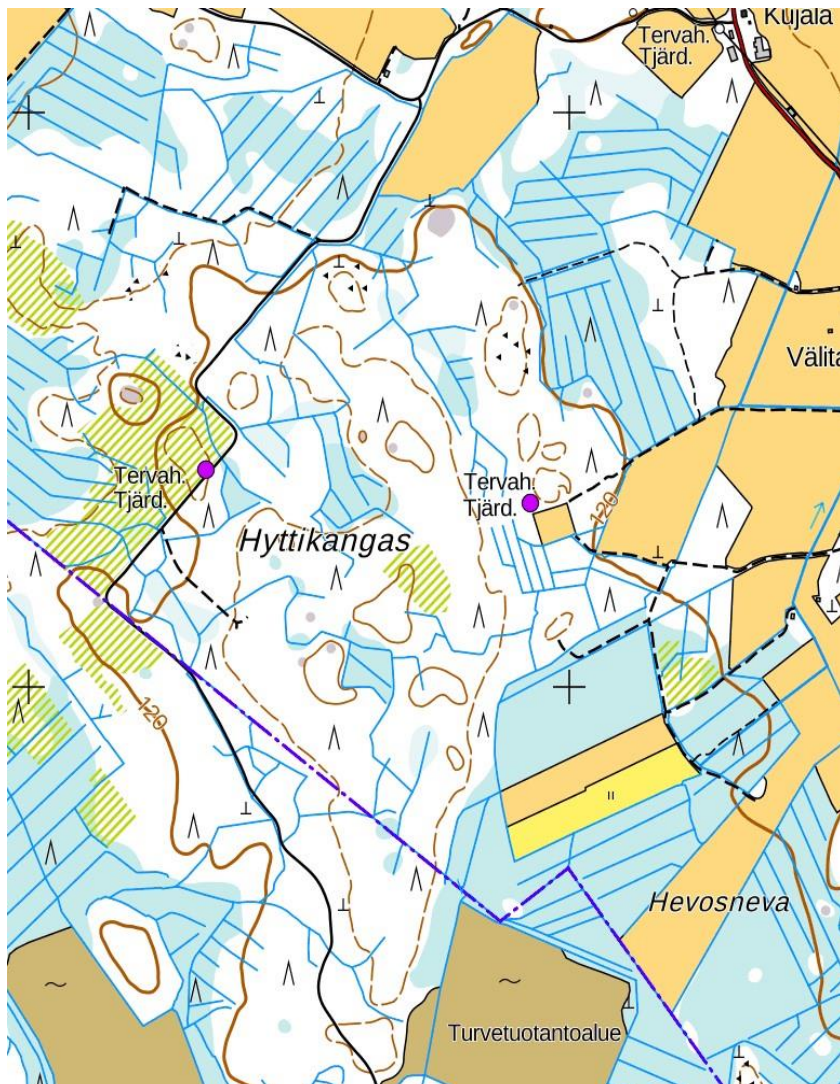 Kujala
Tervah.
Tjärd.
Välita
Tervah.
Tjärd.
Tervah.
Tjärd.
120
Hyttikangas
120
Hevosneva
Turvetuotantoalue